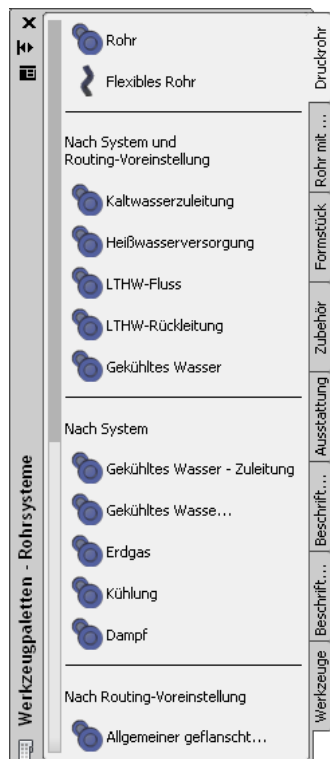 Rohr
Flexibles Rohr
Nach System und
Routing-Voreinstellung
Kaltwasserzuleitung
Heißwasserversorgung
LTHW-Fluss
LTHW-Rückleitung
Gekühltes Wasser
Nach System
Gekühltes Wasser - Zuleitung
Gekühltes Wasse...
Erdgas
Kühlung
Dampf
Nach Routing-Voreinstellung
Allgemeiner geflanscht...
Druckrohr
Rohr mit ...
Formstück
Zubehör
Ausstattung
Beschrift...
Beschrift...
Werkzeuge
Werkzeugpaletten - Rohrsysteme